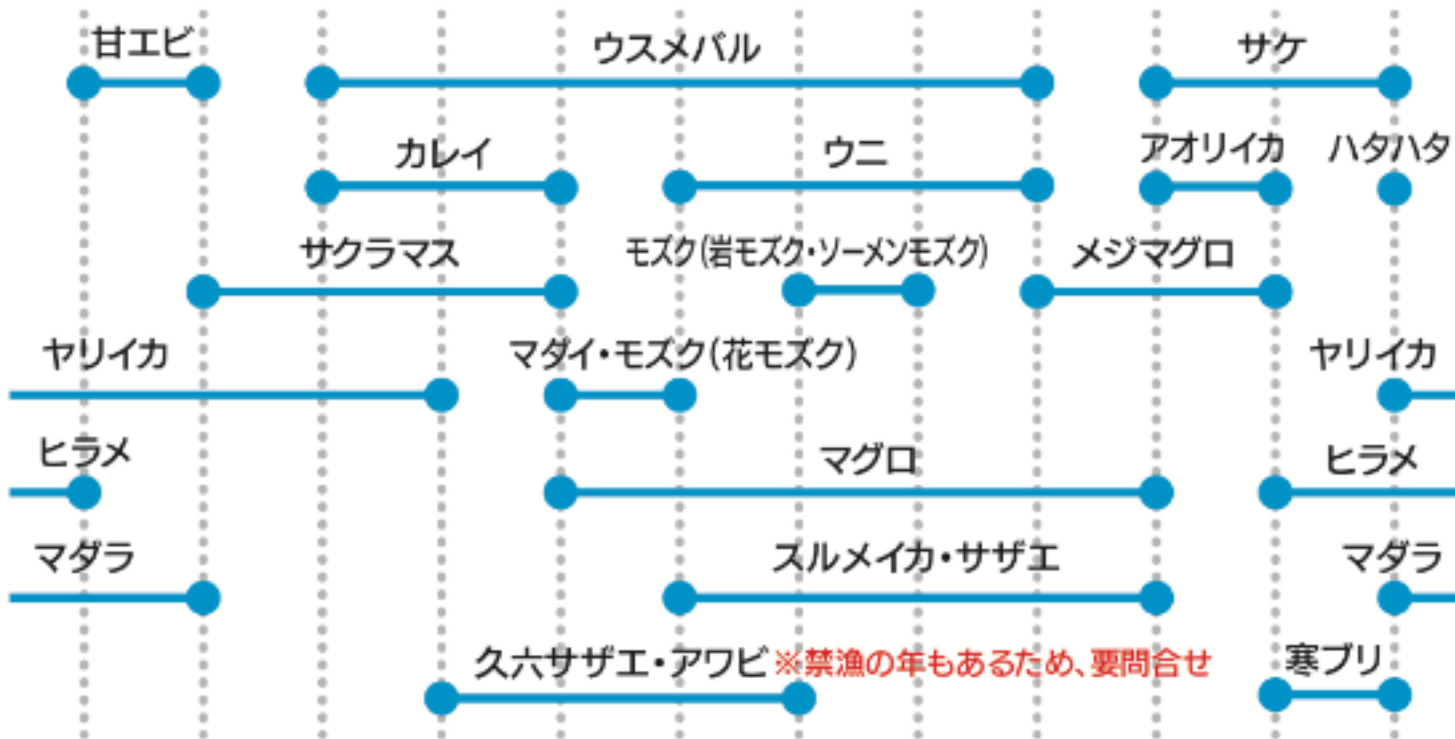 甘エビ
ウスメバル
サケ
カレイ
ウニ
アオリイカ
ハタハタ
サクラマス
モズク(岩モズク・ソーメンモズク)
メジマグロ
ヤリイカ
マダイ・モズク(花モズク)
ヤリイカ
ヒラメ
マグロ
ヒラメ
マダラ
スルメイカ・サザエ
マダラ
久六サザエ・アワビ※禁漁の年もあるため、要問合せ
寒ブリ